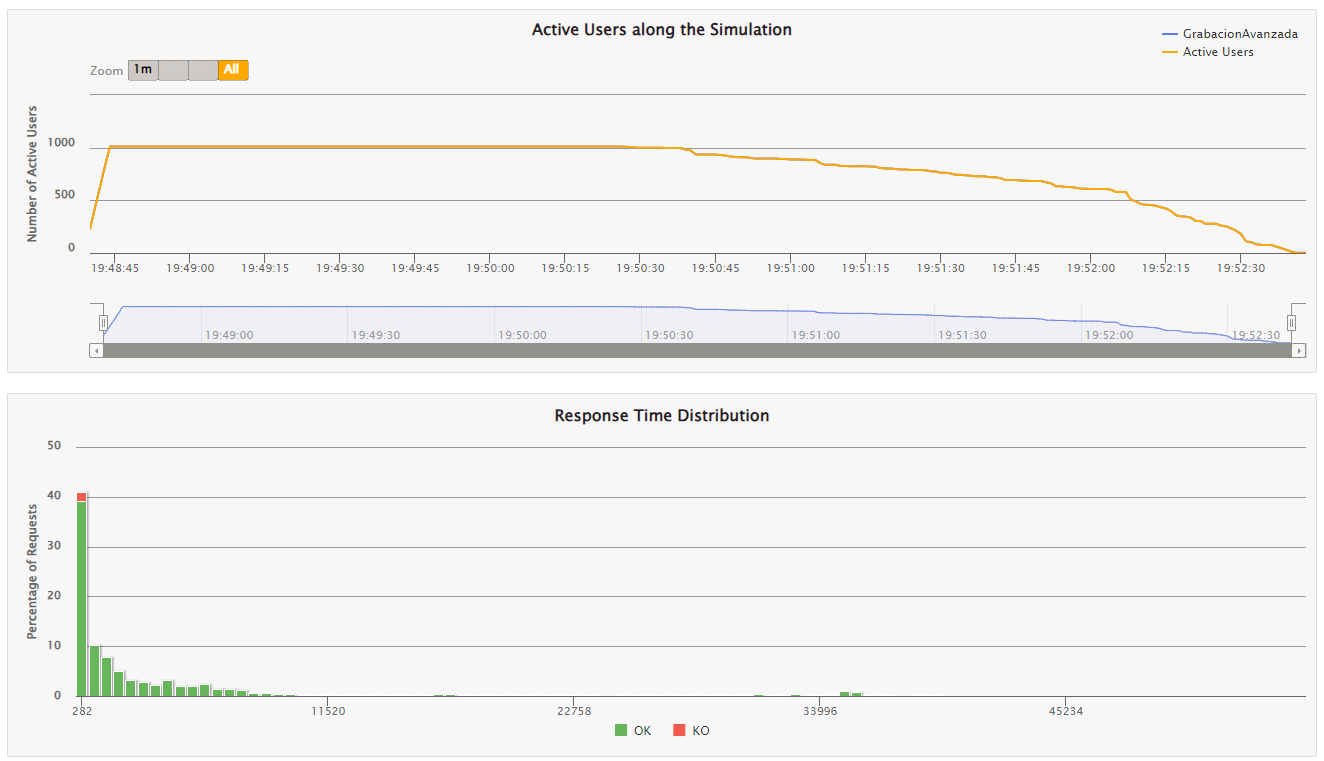 Active Users along the Simulation
GrabacionAvanzada
Active Users
Zoom 1m All
Number of Active Users
1000
500
0
19:48:45 19:49:00 19:49:15 19:49:30 19:49:45 19:50:00 19:50:15 19:50:30 19:50:45 19:51:00 19:51:15 19:51:30 19:51:45 19:52:00 19:52:15 19:52:30
19:49:00 19:49:30 19:50:00 19:50:30 19:51:00 19:51:30 19:52:00 19:52:30
Response Time Distribution
Percentage of Requests
50
40
30
20
10
0
282 11520 22758 33996 45234
OK KO